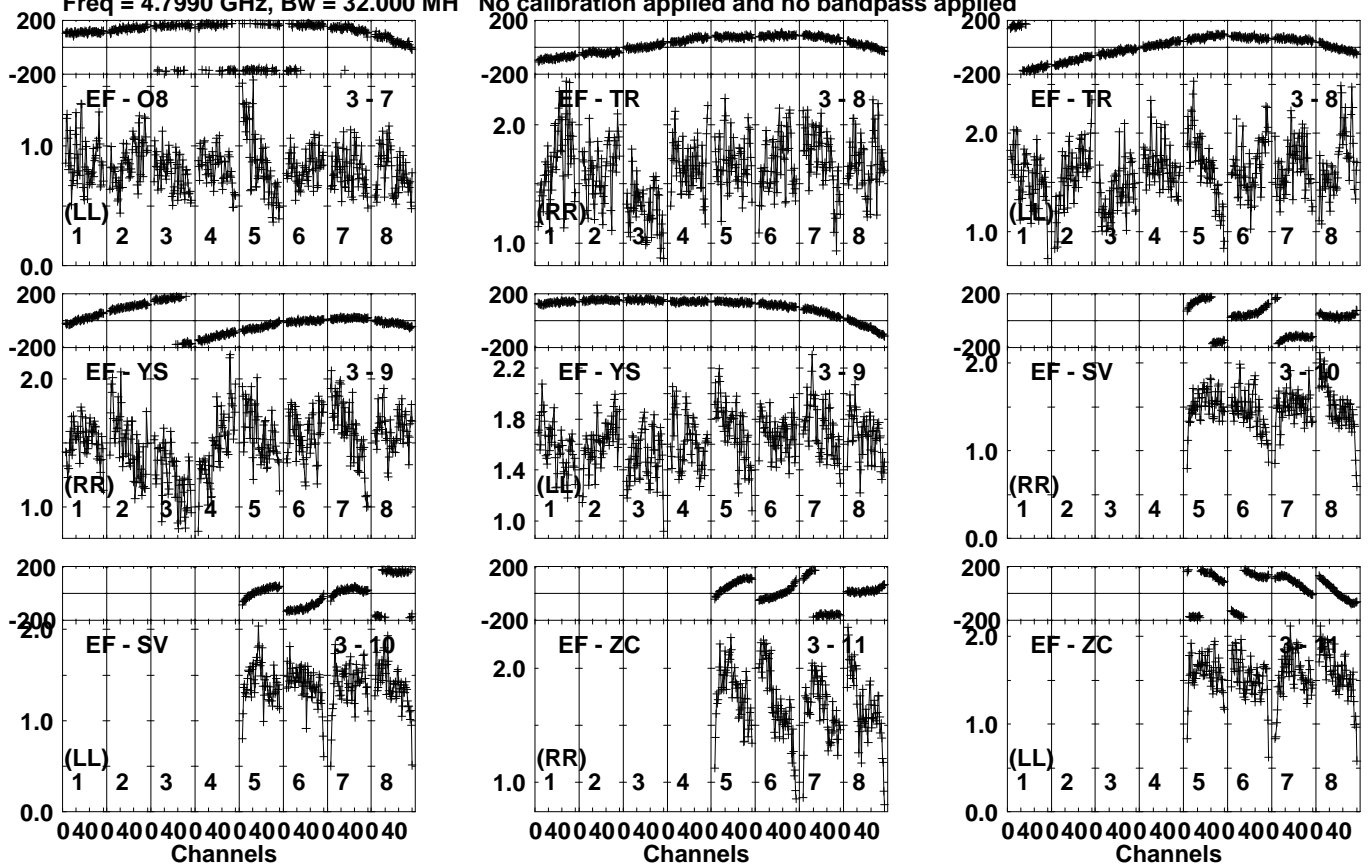 Freq = 4.7990 GHz, Bw = 32.000 MH No calibration applied and no bandpass applied
200
-200
EF - O8 3 - 7
1.0
(LL)
1 2 3 4 5 6 7 8
0.0
200
-200
EF - TR 3 - 8
2.0
(RR)
1.0
1 2 3 4 5 6 7 8
200
-200
EF - TR 3 - 8
2.0
(LL)
1.0
1 2 3 4 5 6 7 8
200
-200
EF - YS 3 - 9
2.0
(RR)
1.0
1 2 3 4 5 6 7 8
200
-200
EF - YS 3 - 9
2.2
1.8
1.4
(LL)
1.0
1 2 3 4 5 6 7 8
200
-200
2.0
EF - SV 3 - 10
1.0
(RR)
1 2 3 4 5 6 7 8
0.0
200
-200
2.0
EF - SV 3 - 10
1.0
(LL)
1 2 3 4 5 6 7 8
0.0
0 40 0 40 0 40 0 40 0 40 0 40 0 40 0 40
Channels
200
-200
EF - ZC 3 - 11
2.0
(RR)
1.0
1 2 3 4 5 6 7 8
0 40 0 40 0 40 0 40 0 40 0 40 0 40 0 40
Channels
200
-200
2.0
EF - ZC 3 - 11
1.0
(LL)
1 2 3 4 5 6 7 8
0.0
0 40 0 40 0 40 0 40 0 40 0 40 0 40 0 40
Channels